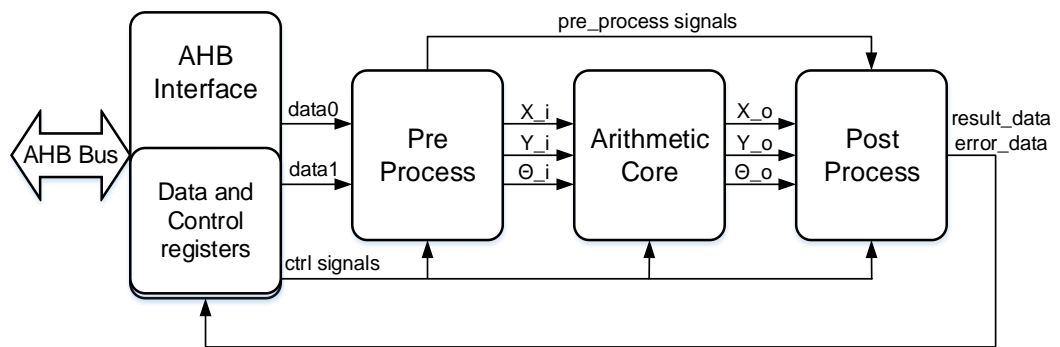 pre_process signals
AHB
Interface
data0
Pre
Process
X_i
Y_i
Θ_i
Arithmetic
Core
X_o
Y_o
Θ_o
Post
Process
result_data
error_data
AHB Bus
data1
Data and
Control
registers
ctrl signals